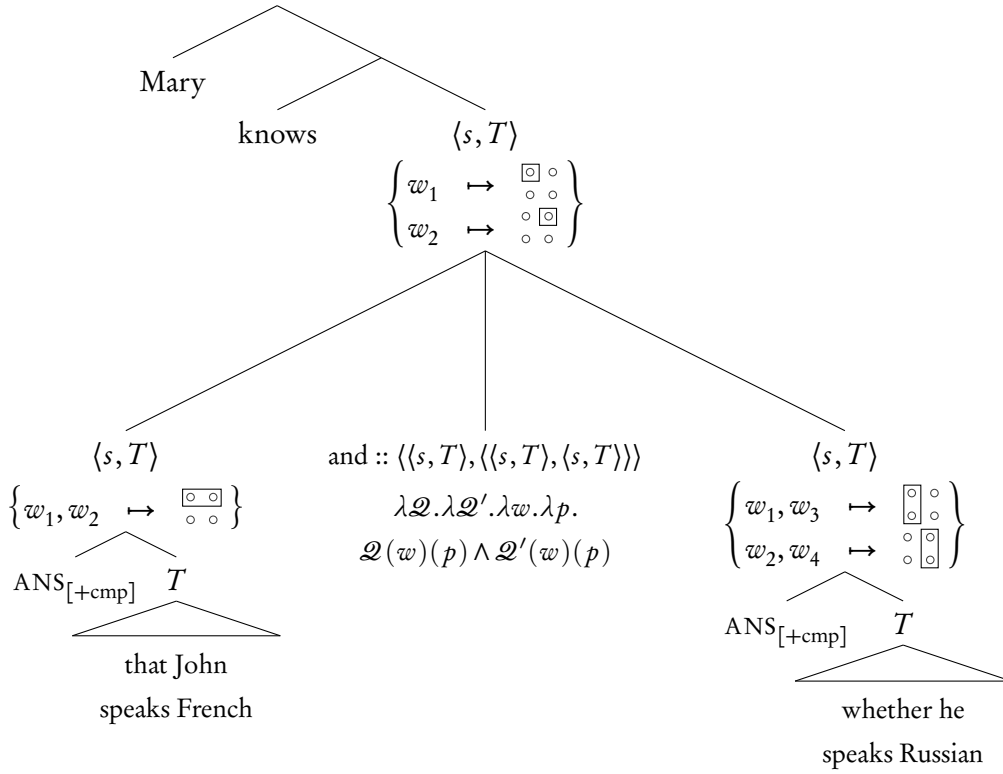 Mary
knows
⟨s, T⟩
w₁ ↦
w₂ ↦
⟨s, T⟩
and :: ⟨⟨s, T⟩, ⟨⟨s, T⟩, ⟨s, T⟩⟩⟩
⟨s, T⟩
{w₁, w₂ ↦ }
λ𝒬.λ𝒬′.λw.λp.
𝒬(w)(p) ∧ 𝒬′(w)(p)
w₁, w₃ ↦
w₂, w₄ ↦
ANS[+cmp]
T
that John
speaks French
ANS[+cmp]
T
whether he
speaks Russian